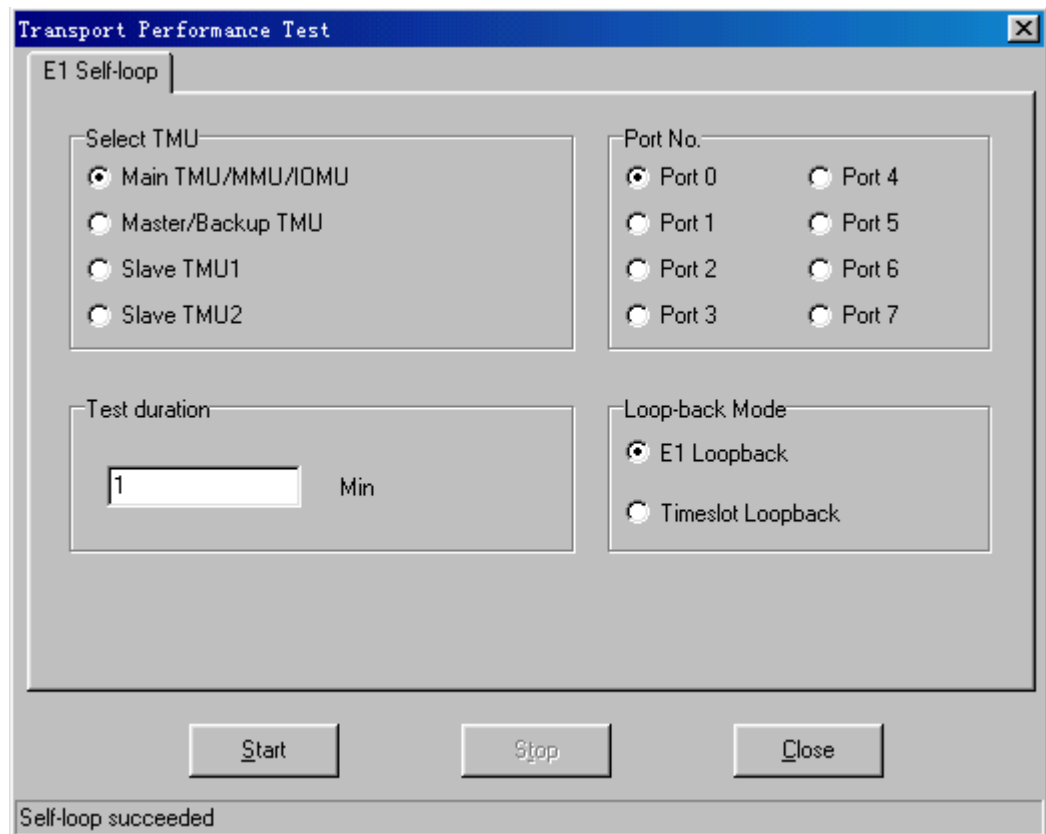 Transport Performance Test
E1 Self-loop
Select TMU
Main TMU/MMU/IOMU
Master/Backup TMU
Slave TMU1
Slave TMU2
Port No.
Port 0
Port 4
Port 1
Port 5
Port 2
Port 6
Port 3
Port 7
Test duration
1 Min
Loop-back Mode
E1 Loopback
Timeslot Loopback
Start
Stop
Close
Self-loop succeeded